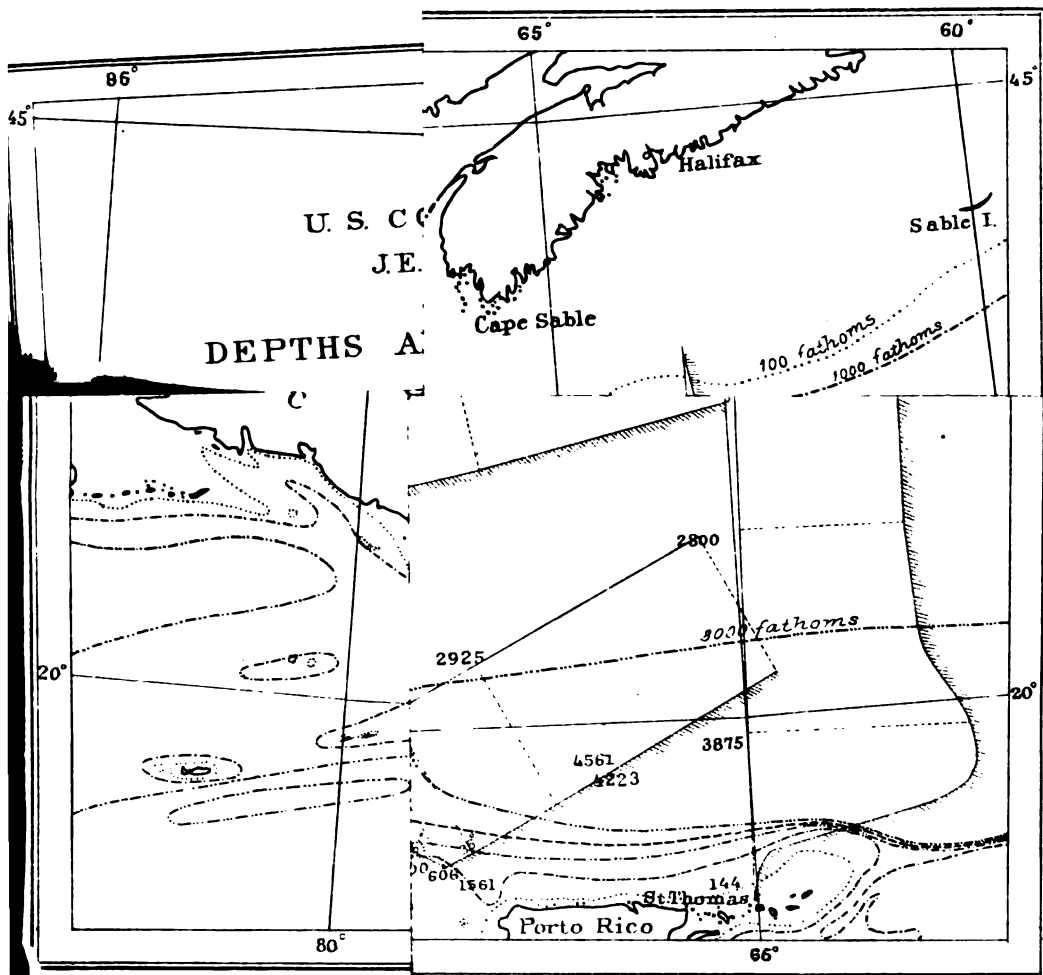 86°
45°
U. S. C
J.E.
DEPTHS A
65°
60°
45°
Halifax
Sable I.
Cape Sable
100 fathoms
1000 fathoms
20°
80°
2800
3000 fathoms
2925
20°
3875
4561
4223
606
1561
144
St.Thomas
Porto Rico
66°